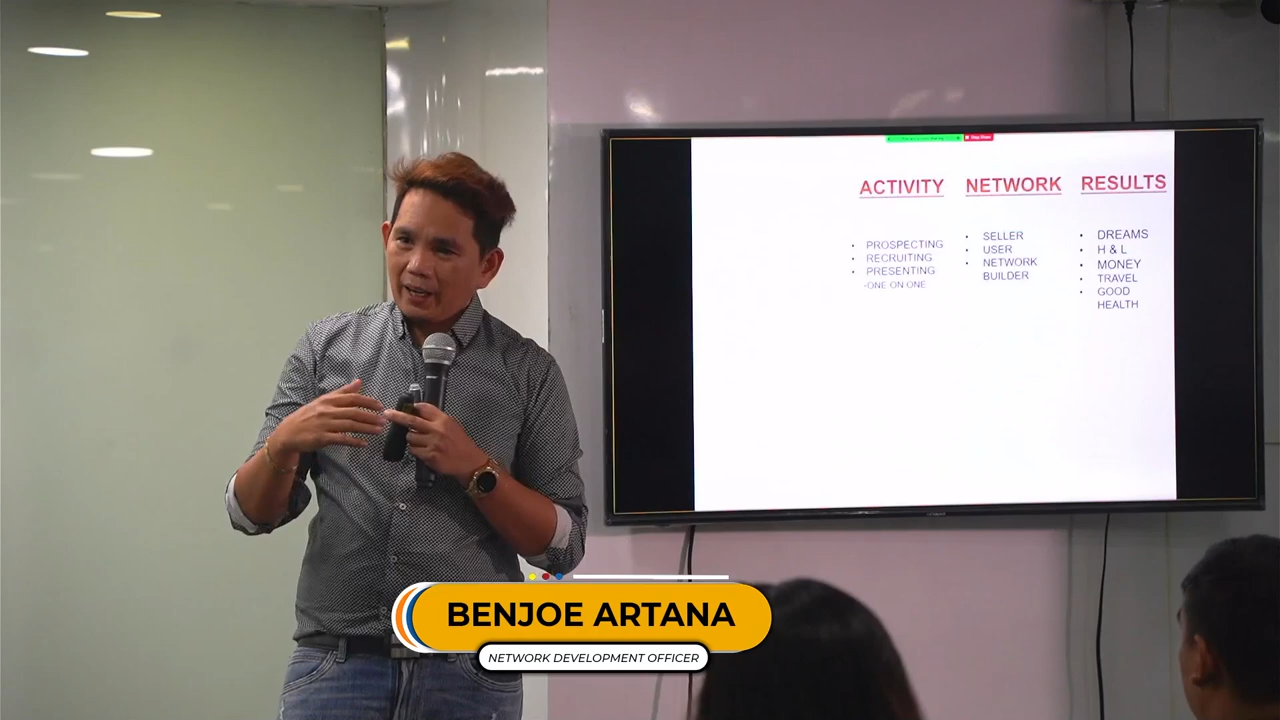 ACTIVITY NETWORK RESULTS
• PROSPECTING
• RECRUITING
• PRESENTING
-ONE ON ONE
• SELLER
• USER
• NETWORK
BUILDER
• DREAMS
• H & L
• MONEY
• TRAVEL
• GOOD
HEALTH
BENJOE ARTANA
NETWORK DEVELOPMENT OFFICER